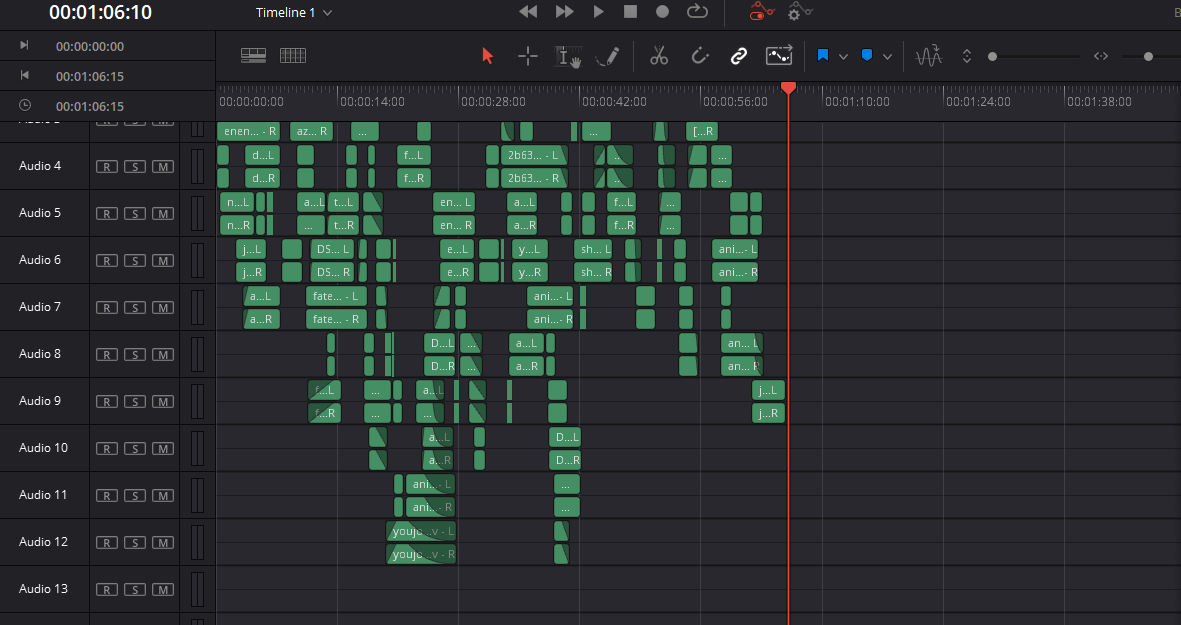 00:01:06:10
Timeline 1
00:00:00:00
00:01:06:15
00:01:06:15
00:00:00:00 00:00:14:00 00:00:28:00 00:00:42:00 00:00:56:00 00:01:10:00 00:01:24:00 00:01:38:00
enen... - R az... R ... ... [...R
Audio 4 R S M
d...L f...L 2b63... - L ... ...
d...R f...R 2b63... - R ... ...
Audio 5 R S M
n...L a...L t...L en... L a...L f...L ...
n...R ... t...R en... R a...R f...R ...
Audio 6 R S M
j...L DS... L e...L y...L sh... L ani...- L
j...R DS... R e...R y...R sh... R ani...- R
Audio 7 R S M
a...L fate... - L ani...- L
a...R fate... - R ani...- R
Audio 8 R S M
D...L ... a...L an... L
D...R ... a...R an... R
Audio 9 R S M
f...L ... a...L j...L
f...R ... ... j...R
Audio 10 R S M
a...L D...L
a...R D...R
Audio 11 R S M
ani...- L ...
ani...- R ...
Audio 12 R S M
youjo...v - L
youjo...v - R
Audio 13 R S M